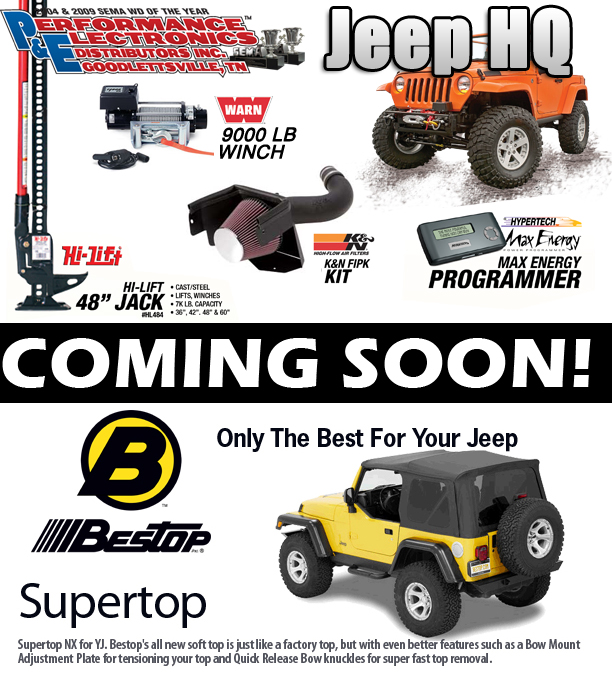 2004 & 2009 SEMA WD OF THE YEAR
PERFORMANCE
& ELECTRONICS
DISTRIBUTORS INC.
GOODLETTSVILLE, TN
Jeep HQ
WARN
9000 LB
WINCH
K&N
HIGH-FLOW AIR FILTERS
K&N FIPK
KIT
HYPERTECH
Max Energy
POWER PROGRAMMER
MAX ENERGY
PROGRAMMER
Hi-Lift
HI-LIFT
48" JACK
#HL484
• CAST/STEEL
• LIFTS, WINCHES
• 7K LB. CAPACITY
• 36", 42". 48" & 60"
COMING SOON!
B
TM
Only The Best For Your Jeep
BESTOP
INC. ®
Supertop
Supertop NX for YJ. Bestop's all new soft top is just like a factory top, but with even better features such as a Bow Mount
Adjustment Plate for tensioning your top and Quick Release Bow knuckles for super fast top removal.